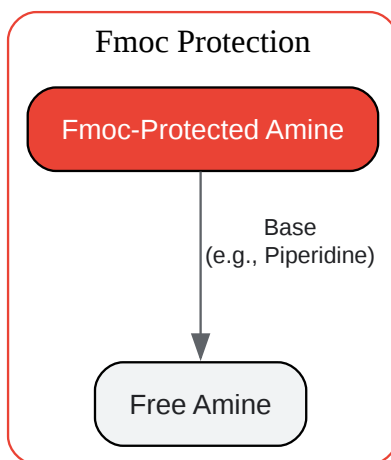 Fmoc Protection
Fmoc-Protected Amine
Base
(e.g., Piperidine)
Free Amine